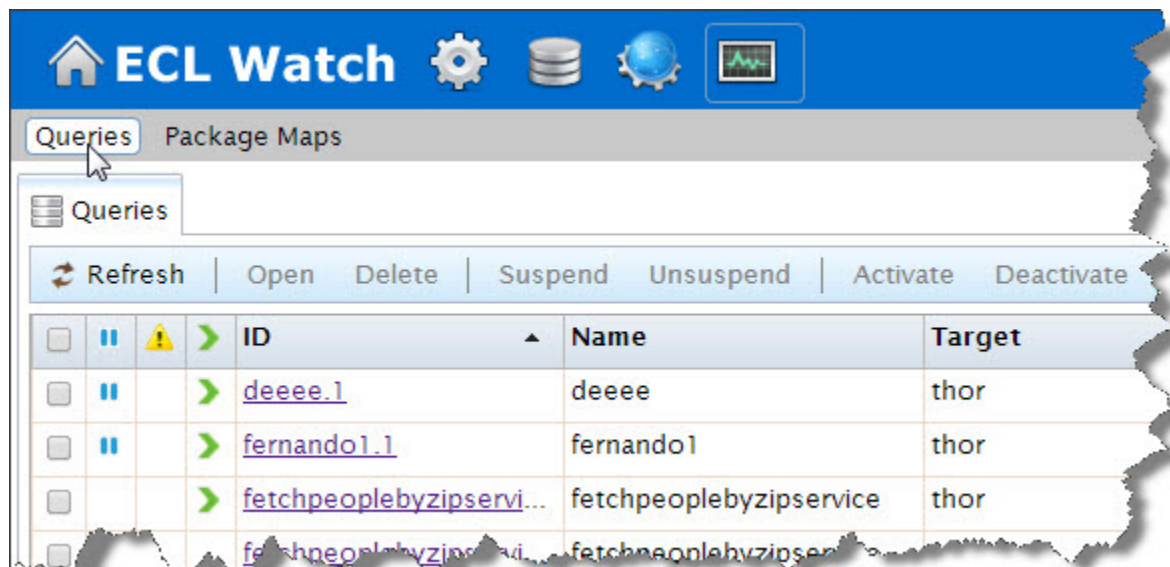 ECL Watch
Queries Package Maps
Queries
Refresh Open Delete Suspend Unsuspend Activate Deactivate
ID Name Target
deeee.1 deeee thor
fernando1.1 fernando1 thor
fetchpeoplebyzipservi... fetchpeoplebyzipservice thor